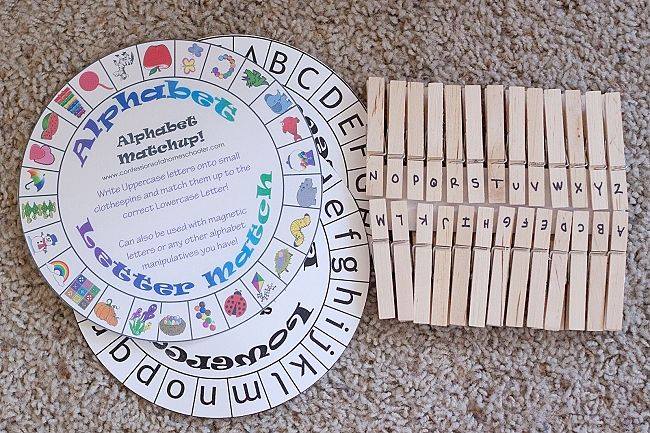 Alphabet
Alphabet
Matchup!
www.confessionsofahomeschooler.com
Write Uppercase letters onto small
clothespins and match them up to the
correct Lowercase Letter!
Can also be used with magnetic
letters or any other alphabet
manipulatives you have!
Letter Match
A B C D E F G
e f g h i j k l m n o p q
N O P Q R S T U V W X Y Z
M L K J I H G F E D C B A